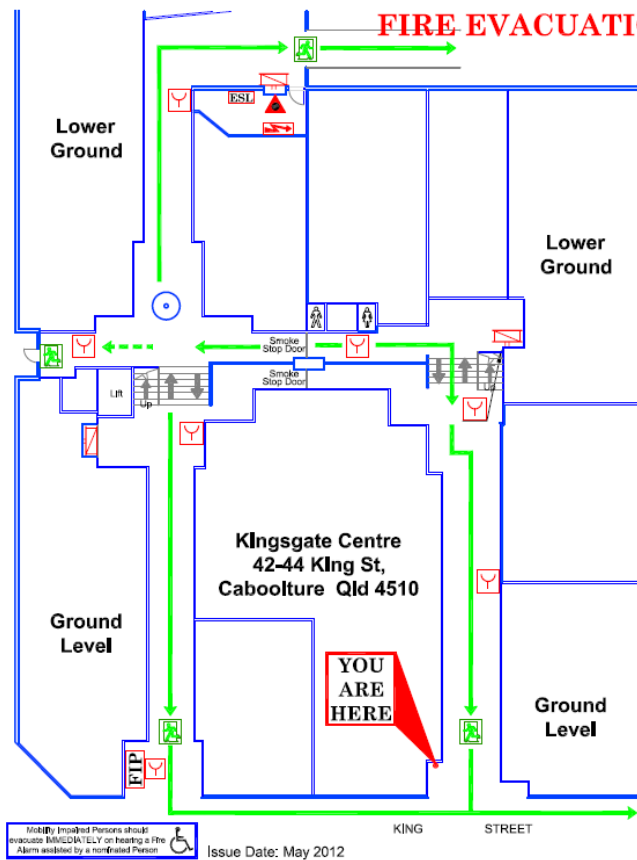 FIRE EVACUATI
ESL
Lower
Ground
Lower
Ground
Smoke
Stop Door
Smoke
Stop Door
Lift
Up
Up
Kingsgate Centre
42-44 King St,
Caboolture Qld 4510
Ground
Level
YOU
ARE
HERE
Ground
Level
FIP
KING STREET
Mobility Impaired Persons should
evacuate IMMEDIATELY on hearing a Fire
Alarm assisted by a nominated Person
Issue Date: May 2012